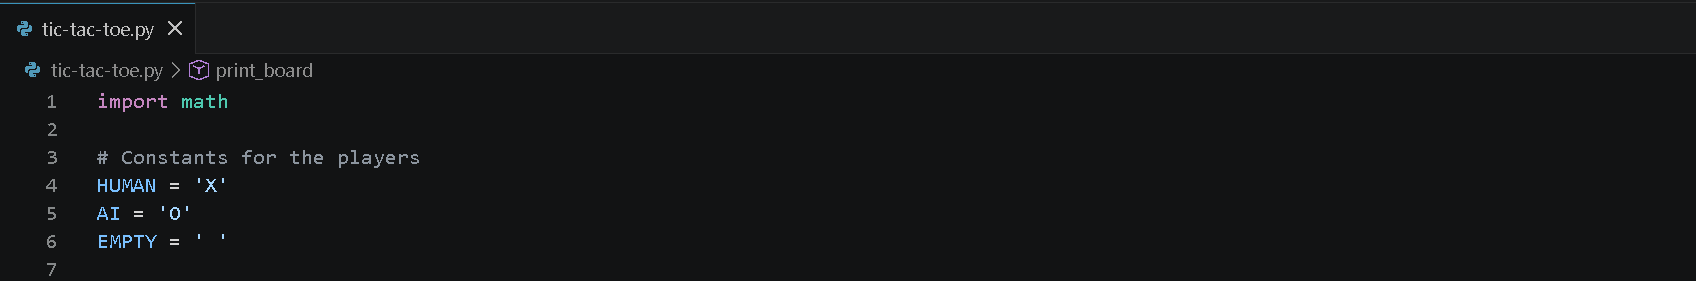 tic-tac-toe.py
tic-tac-toe.py > print_board
1 import math
2
3 # Constants for the players
4 HUMAN = 'X'
5 AI = 'O'
6 EMPTY = ' '
7